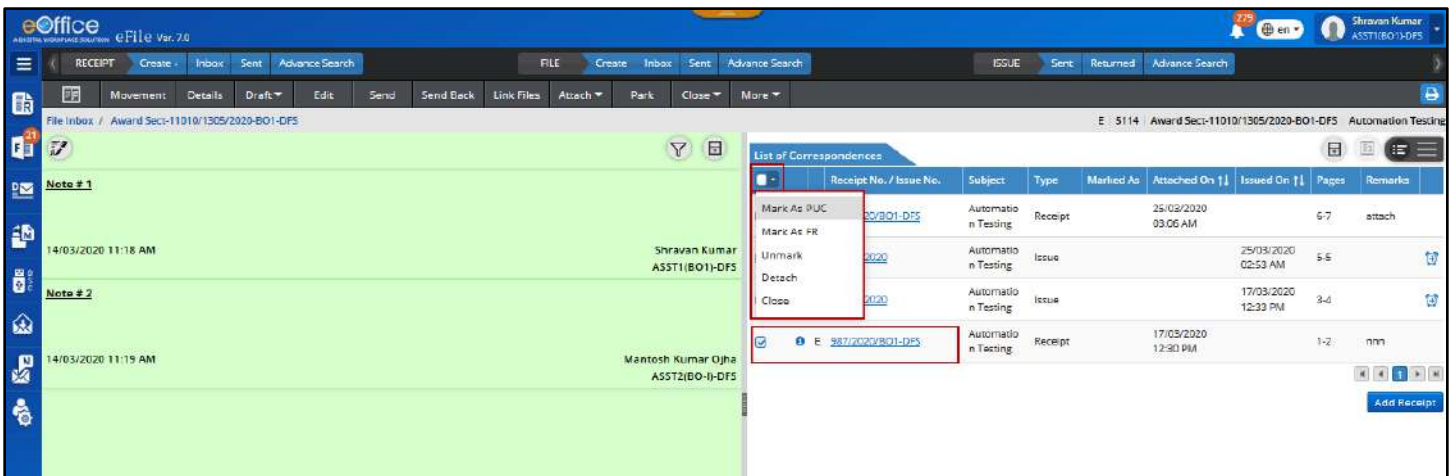 eOffice
eFile Ver. 7.0
279
en
Shravan Kumar
ASST1(BO1)-DFS
RECEIPT Create Inbox Sent Advance Search
FILE Create Inbox Sent Advance Search
ISSUE Sent Returned Advance Search
Movement Details Draft Edit Send Send Back Link Files Attach Park Close More
File Inbox / Award Sect-11010/1305/2020-BO1-DFS
E 5114 Award Sect-11010/1305/2020-BO1-DFS Automation Testing
21
Note # 1
14/03/2020 11:18 AM
Shravan Kumar
ASST1(BO1)-DFS
Note # 2
14/03/2020 11:19 AM
Mantosh Kumar Ojha
ASST2(BO-I)-DFS
List of Correspondences
Receipt No. / Issue No. Subject Type Marked As Attached On Issued On Pages Remarks
Mark As PUC
Mark As FR
Unmark
Detach
Close
20/BO1-DFS Automatio
n Testing Receipt 25/03/2020
03:06 AM 6-7 attach
2020 Automatio
n Testing Issue 25/03/2020
02:53 AM 5-5
2020 Automatio
n Testing Issue 17/03/2020
12:33 PM 3-4
E 987/2020/BO1-DFS Automatio
n Testing Receipt 17/03/2020
12:30 PM 1-2 nnn
1
Add Receipt